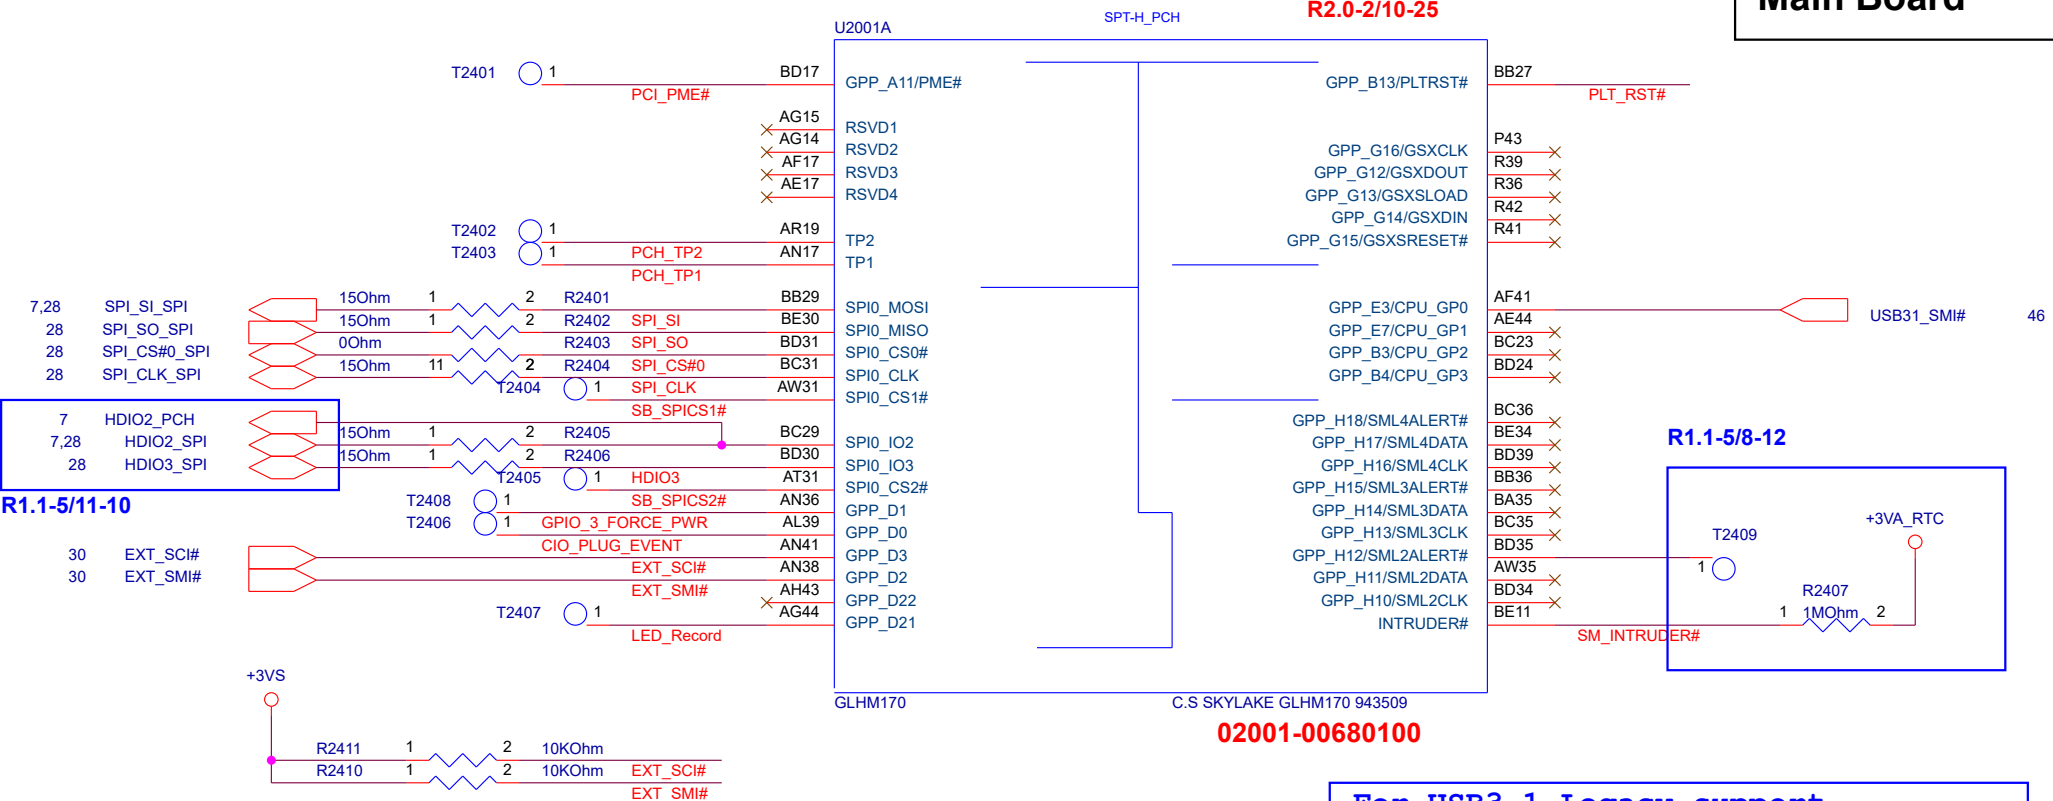 SPT-H_PCH
R2.0-2/10-25
Main Board
U2001A
T2401 1 BD17 GPP_A11/PME# GPP_B13/PLTRST# BB27
PCI_PME# PLT_RST#
AG15 RSVD1
AG14 RSVD2 GPP_G16/GSXCLK P43
AF17 RSVD3 GPP_G12/GSXDOUT R39
AE17 RSVD4 GPP_G13/GSXSLOAD R36
GPP_G14/GSXDIN R42
T2402 1 AR19 TP2 GPP_G15/GSXSRESET# R41
T2403 1 PCH_TP2 AN17 TP1
PCH_TP1
7,28 SPI_SI_SPI 15Ohm 1 2 R2401 BB29 SPI0_MOSI GPP_E3/CPU_GP0 AF41 USB31_SMI# 46
28 SPI_SO_SPI 15Ohm 1 2 R2402 SPI_SI BE30 SPI0_MISO GPP_E7/CPU_GP1 AE44
28 SPI_CS#0_SPI 0Ohm R2403 SPI_SO BD31 SPI0_CS0# GPP_B3/CPU_GP2 BC23
28 SPI_CLK_SPI 15Ohm 11 2 R2404 SPI_CS#0 BC31 SPI0_CLK GPP_B4/CPU_GP3 BD24
T2404 1 SPI_CLK AW31 SPI0_CS1#
SB_SPICS1#
7 HDIO2_PCH GPP_H18/SML4ALERT# BC36
7,28 HDIO2_SPI 15Ohm 1 2 R2405 BC29 SPI0_IO2 GPP_H17/SML4DATA BE34
28 HDIO3_SPI 15Ohm 1 2 R2406 BD30 SPI0_IO3 GPP_H16/SML4CLK BD39
T2405 1 HDIO3 AT31 SPI0_CS2# GPP_H15/SML3ALERT# BB36
R1.1-5/11-10
T2408 1 SB_SPICS2# AN36 GPP_D1 GPP_H14/SML3DATA BA35
T2406 1 GPIO_3_FORCE_PWR AL39 GPP_D0 GPP_H13/SML3CLK BC35
CIO_PLUG_EVENT
30 EXT_SCI# AN41 GPP_D3 GPP_H12/SML2ALERT# BD35
30 EXT_SMI# EXT_SCI# AN38 GPP_D2 GPP_H11/SML2DATA AW35
EXT_SMI# AH43 GPP_D22 GPP_H10/SML2CLK BD34
T2407 1 AG44 GPP_D21 INTRUDER# BE11
LED_Record SM_INTRUDER#
R1.1-5/8-12
+3VA_RTC
T2409
1
R2407
1 1MOhm 2
+3VS
GLHM170 C.S SKYLAKE GLHM170 943509
02001-00680100
R2411 1 2 10KOhm
R2410 1 2 10KOhm EXT_SCI#
EXT_SMI#
For USB3.1 Legacy support